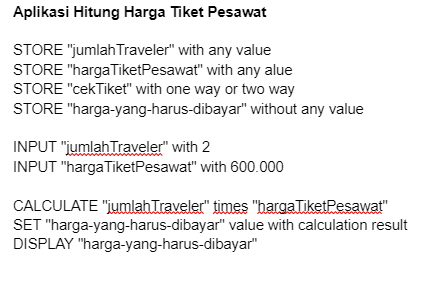 Aplikasi Hitung Harga Tiket Pesawat
STORE "jumlahTraveler" with any value
STORE "hargaTiketPesawat" with any alue
STORE "cekTiket" with one way or two way
STORE "harga-yang-harus-dibayar" without any value
INPUT "jumlahTraveler" with 2
INPUT "hargaTiketPesawat" with 600.000
CALCULATE "jumlahTraveler" times "hargaTiketPesawat"
SET "harga-yang-harus-dibayar" value with calculation result
DISPLAY "harga-yang-harus-dibayar"